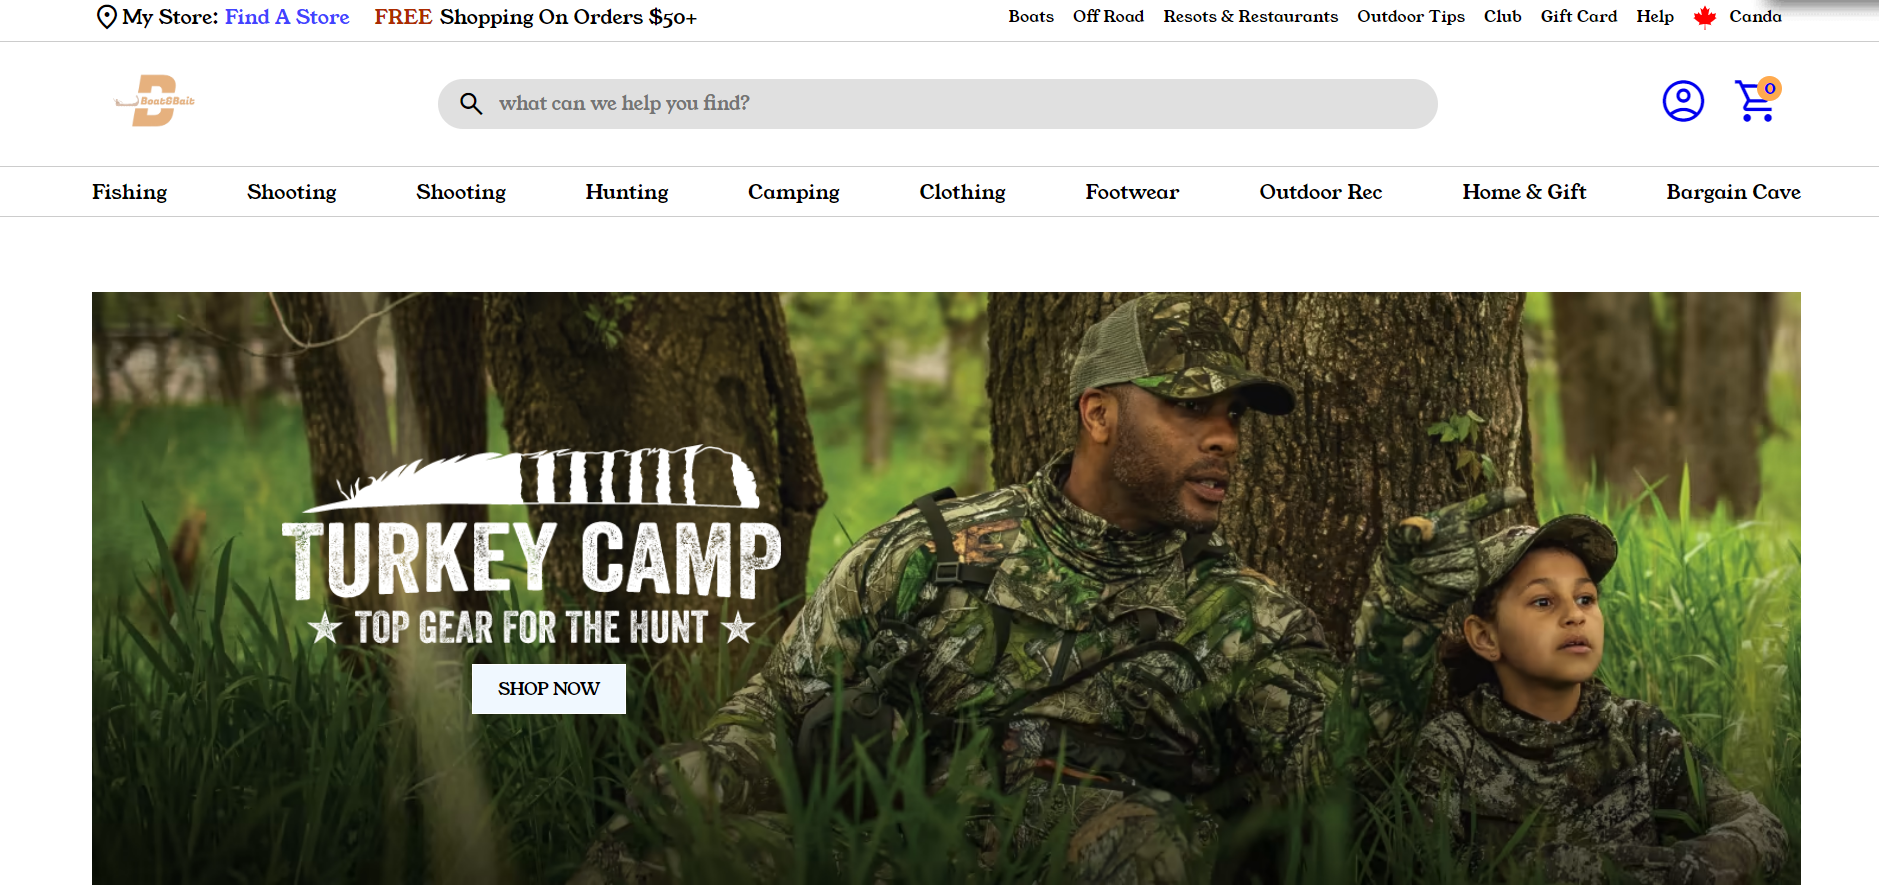 My Store: Find A Store FREE Shopping On Orders $50+
Boats Off Road Resots & Restaurants Outdoor Tips Club Gift Card Help Canda
Boat&Bait
what can we help you find?
0
Fishing Shooting Shooting Hunting Camping Clothing Footwear Outdoor Rec Home & Gift Bargain Cave
TURKEY CAMP
TOP GEAR FOR THE HUNT
SHOP NOW